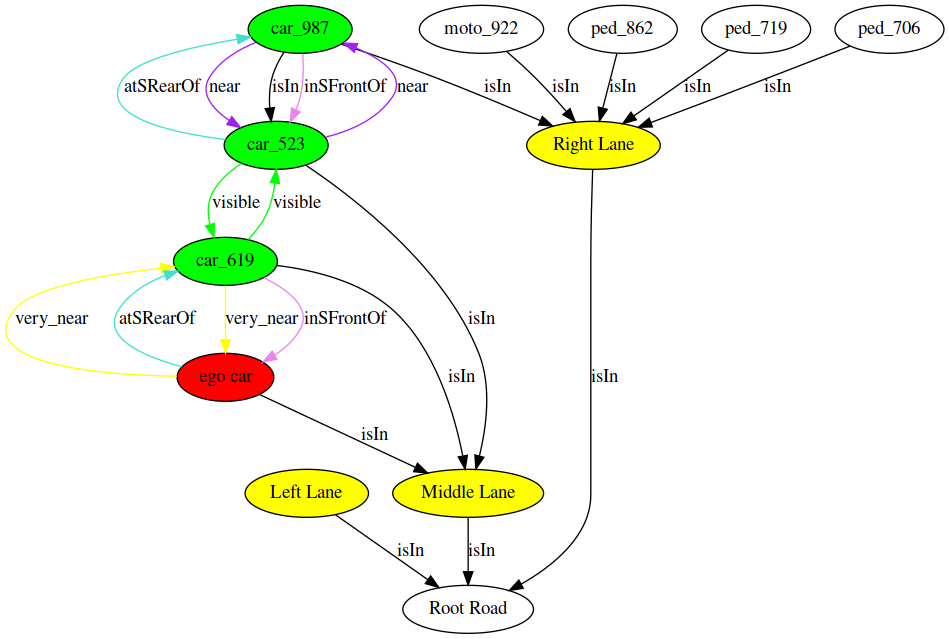 car_987 moto_922 ped_862 ped_719 ped_706
atSRearOf near isIn inSFrontOf near isIn isIn isIn isIn isIn
car_523 Right Lane
visible visible
car_619
very_near atSRearOf very_near inSFrontOf isIn
ego car isIn isIn
isIn
Left Lane Middle Lane
isIn isIn
Root Road